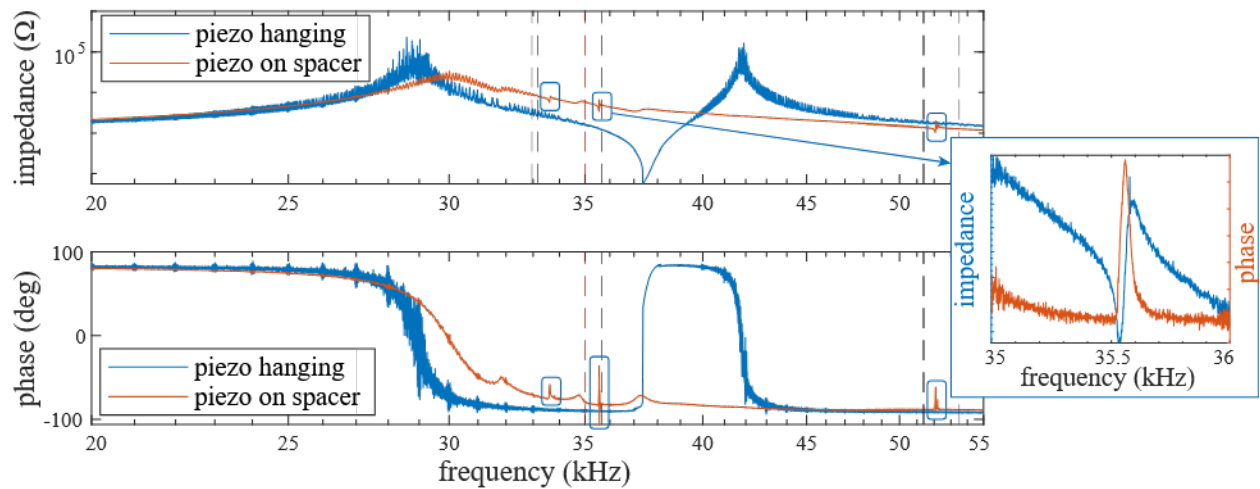 impedance (Ω)
10⁵
piezo hanging
piezo on spacer
20 25 30 35 40 45 50 55
phase (deg)
100
0
-100
piezo hanging
piezo on spacer
20 25 30 35 40 45 50 55
frequency (kHz)
impedance
phase
35 35.5 36
frequency (kHz)